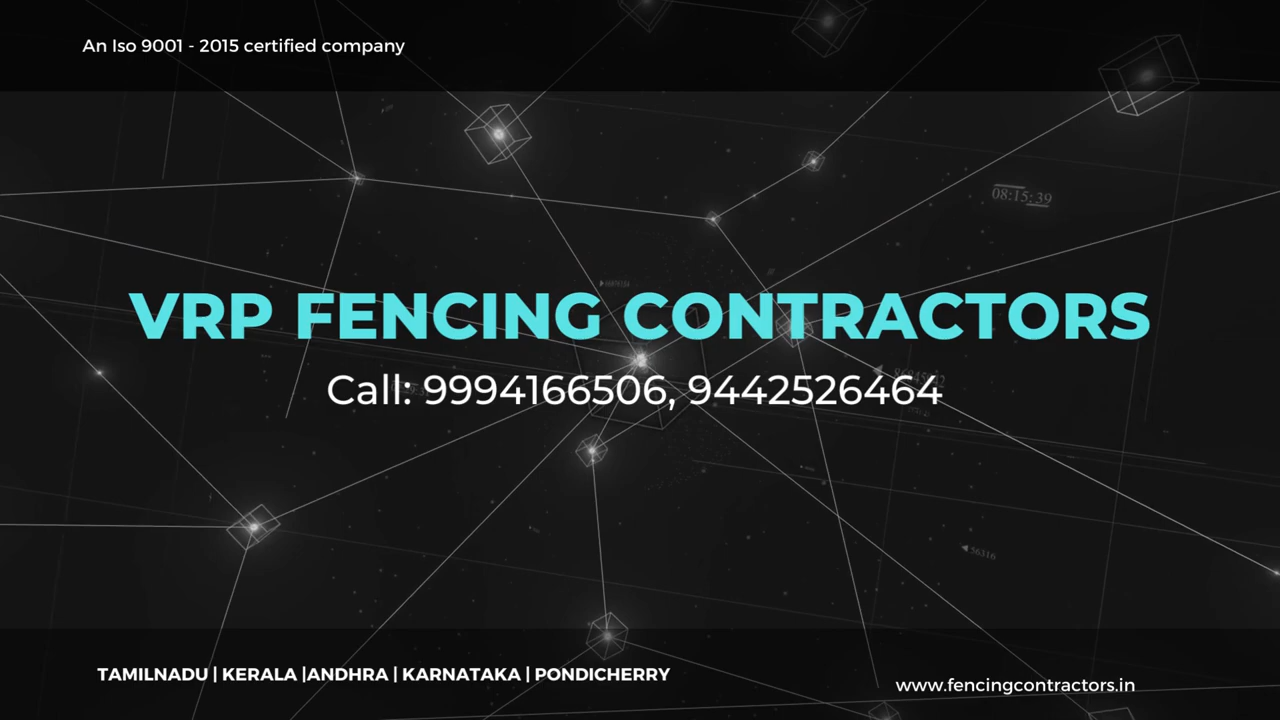 An Iso 9001 - 2015 certified company
08:15:39
VRP FENCING CONTRACTORS
Call: 9994166506, 9442526464
56316
TAMILNADU | KERALA |ANDHRA | KARNATAKA | PONDICHERRY
www.fencingcontractors.in